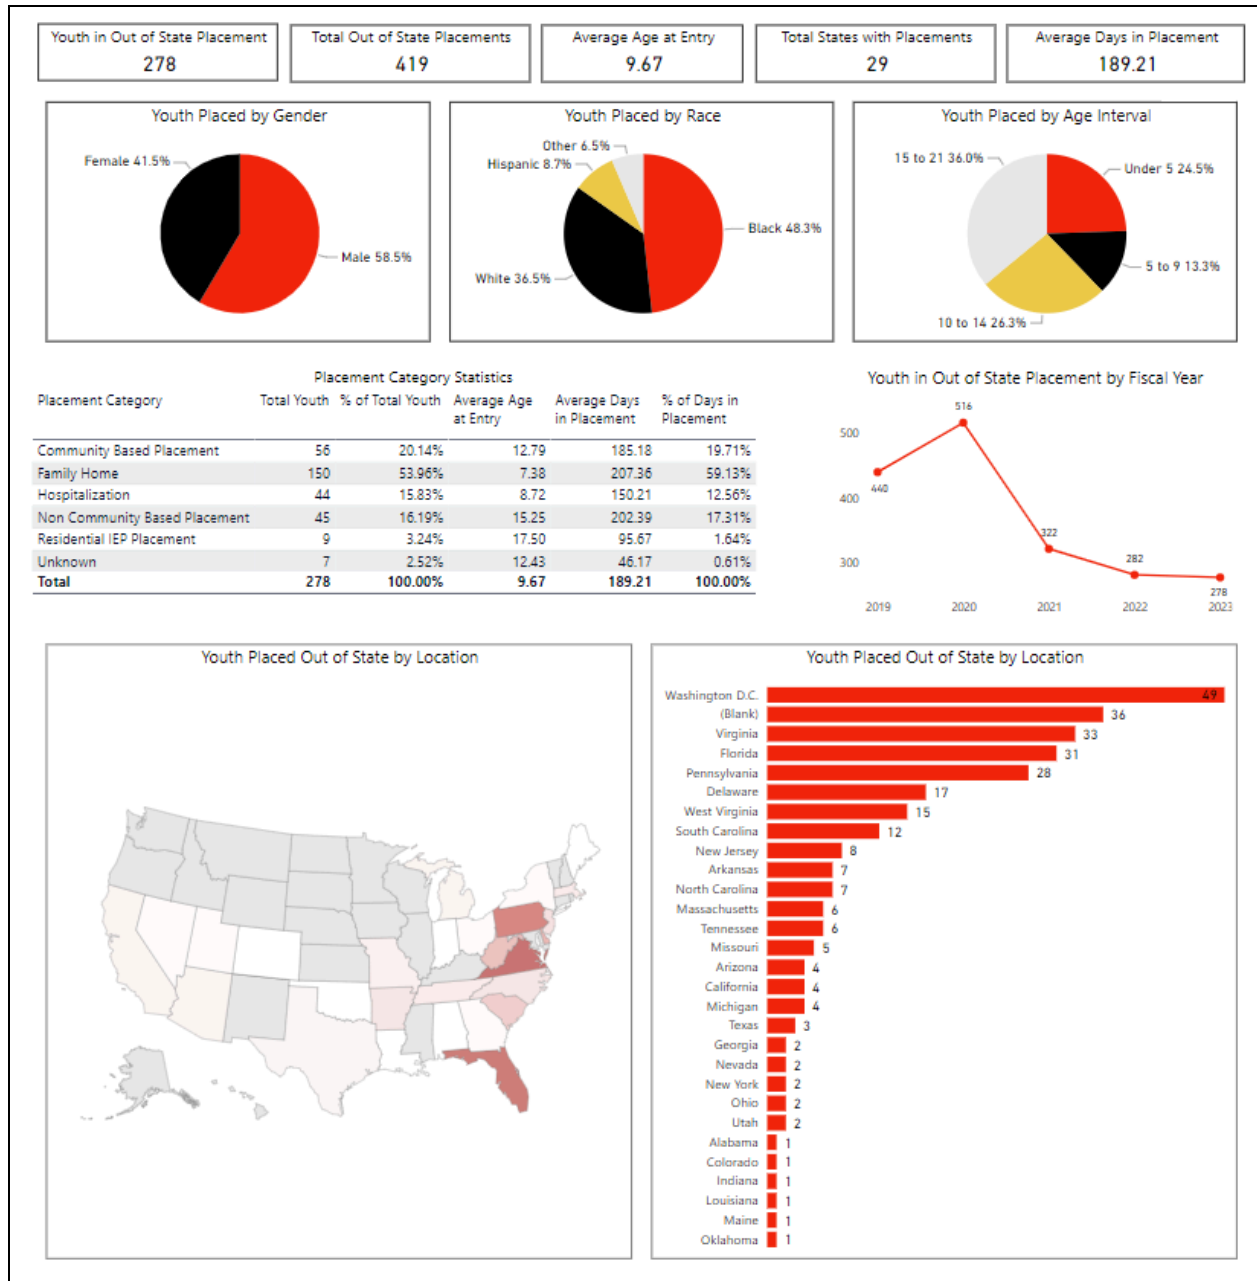 Youth in Out of State Placement
278
Total Out of State Placements
419
Average Age at Entry
9.67
Total States with Placements
29
Average Days in Placement
189.21
Youth Placed by Gender
Female 41.5%
Male 58.5%
Youth Placed by Race
Other 6.5%
Hispanic 8.7%
Black 48.3%
White 36.5%
Youth Placed by Age Interval
15 to 21 36.0%
Under 5 24.5%
5 to 9 13.3%
10 to 14 26.3%
Placement Category Statistics
Placement Category Total Youth % of Total Youth Average Age at Entry Average Days in Placement % of Days in Placement
Community Based Placement 56 20.14% 12.79 185.18 19.71%
Family Home 150 53.96% 7.38 207.36 59.13%
Hospitalization 44 15.83% 8.72 150.21 12.56%
Non Community Based Placement 45 16.19% 15.25 202.39 17.31%
Residential IEP Placement 9 3.24% 17.50 95.67 1.64%
Unknown 7 2.52% 12.43 46.17 0.61%
Total 278 100.00% 9.67 189.21 100.00%
Youth in Out of State Placement by Fiscal Year
516
500
440
400
322
282
300
278
2019 2020 2021 2022 2023
Youth Placed Out of State by Location
Youth Placed Out of State by Location
Washington D.C. 49
(Blank) 36
Virginia 33
Florida 31
Pennsylvania 28
Delaware 17
West Virginia 15
South Carolina 12
New Jersey 8
Arkansas 7
North Carolina 7
Massachusetts 6
Tennessee 6
Missouri 5
Arizona 4
California 4
Michigan 4
Texas 3
Georgia 2
Nevada 2
New York 2
Ohio 2
Utah 2
Alabama 1
Colorado 1
Indiana 1
Louisiana 1
Maine 1
Oklahoma 1